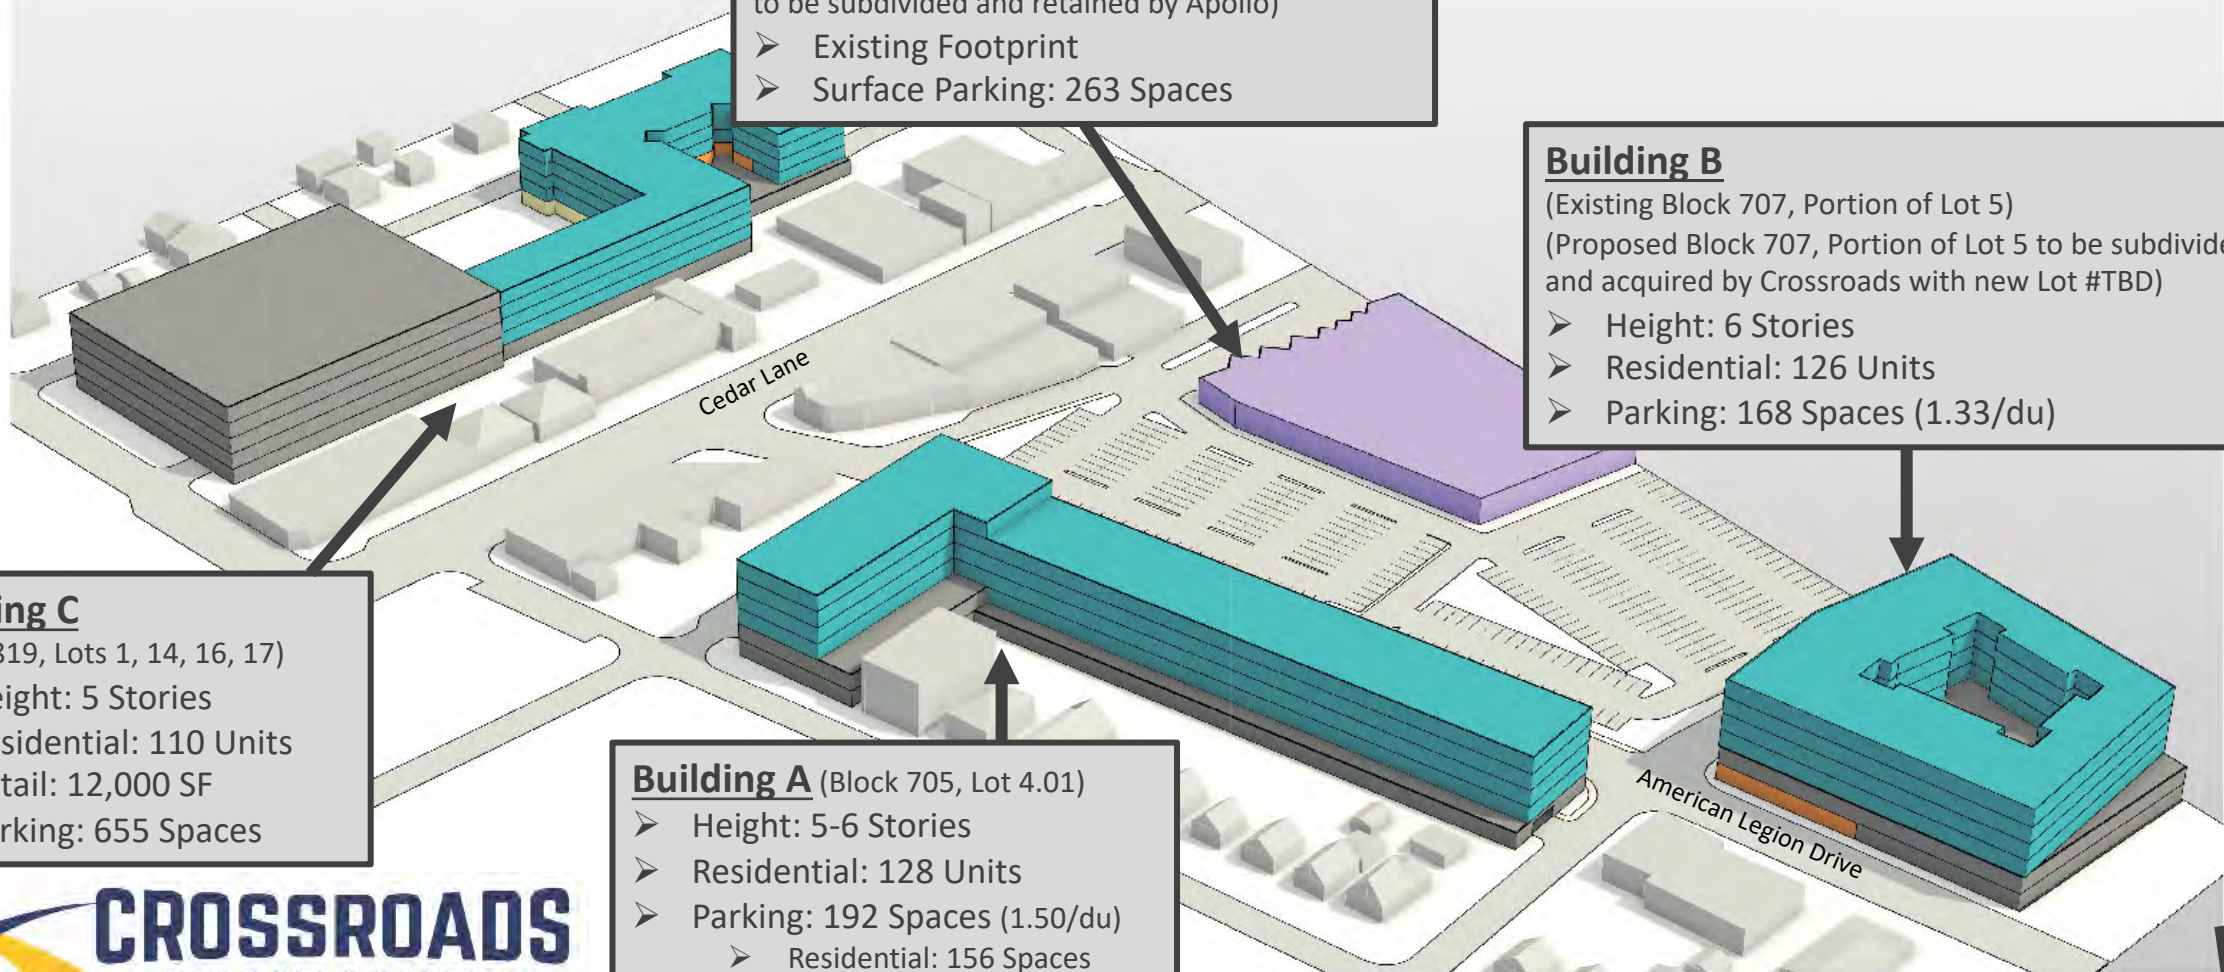 to be subdivided and retained by Apollo)
➢ Existing Footprint
➢ Surface Parking: 263 Spaces
Building B
(Existing Block 707, Portion of Lot 5)
(Proposed Block 707, Portion of Lot 5 to be subdivide
and acquired by Crossroads with new Lot #TBD)
➢ Height: 6 Stories
➢ Residential: 126 Units
➢ Parking: 168 Spaces (1.33/du)
Cedar Lane
ing C
819, Lots 1, 14, 16, 17)
eight: 5 Stories
esidential: 110 Units
tail: 12,000 SF
rking: 655 Spaces
Building A (Block 705, Lot 4.01)
➢ Height: 5-6 Stories
➢ Residential: 128 Units
➢ Parking: 192 Spaces (1.50/du)
➢ Residential: 156 Spaces
American Legion Drive
CROSSROADS